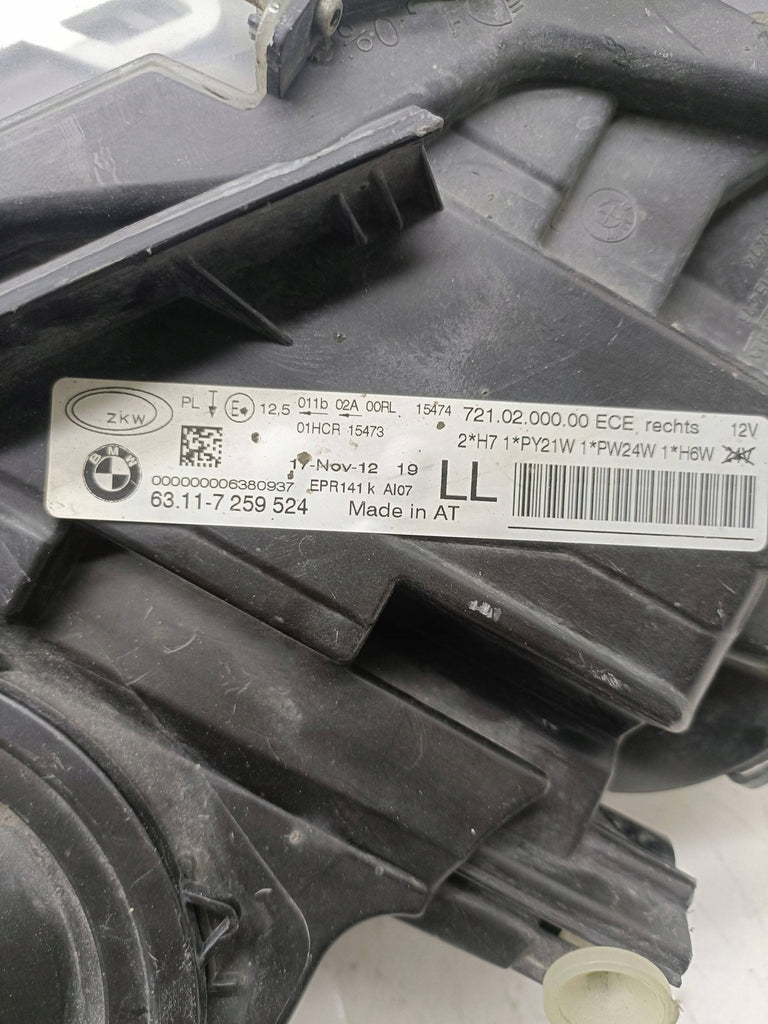 zkw
PL E 12,5 011b 02A 00RL 15474 721.02.000.00 ECE, rechts 12V
01HCR 15473 2*H7 1*PY21W 1*PW24W 1*H6W 24V
BMW
17-Nov-12 19
000000006380937 EPR141 k AI07 LL
63.11-7 259 524 Made in AT